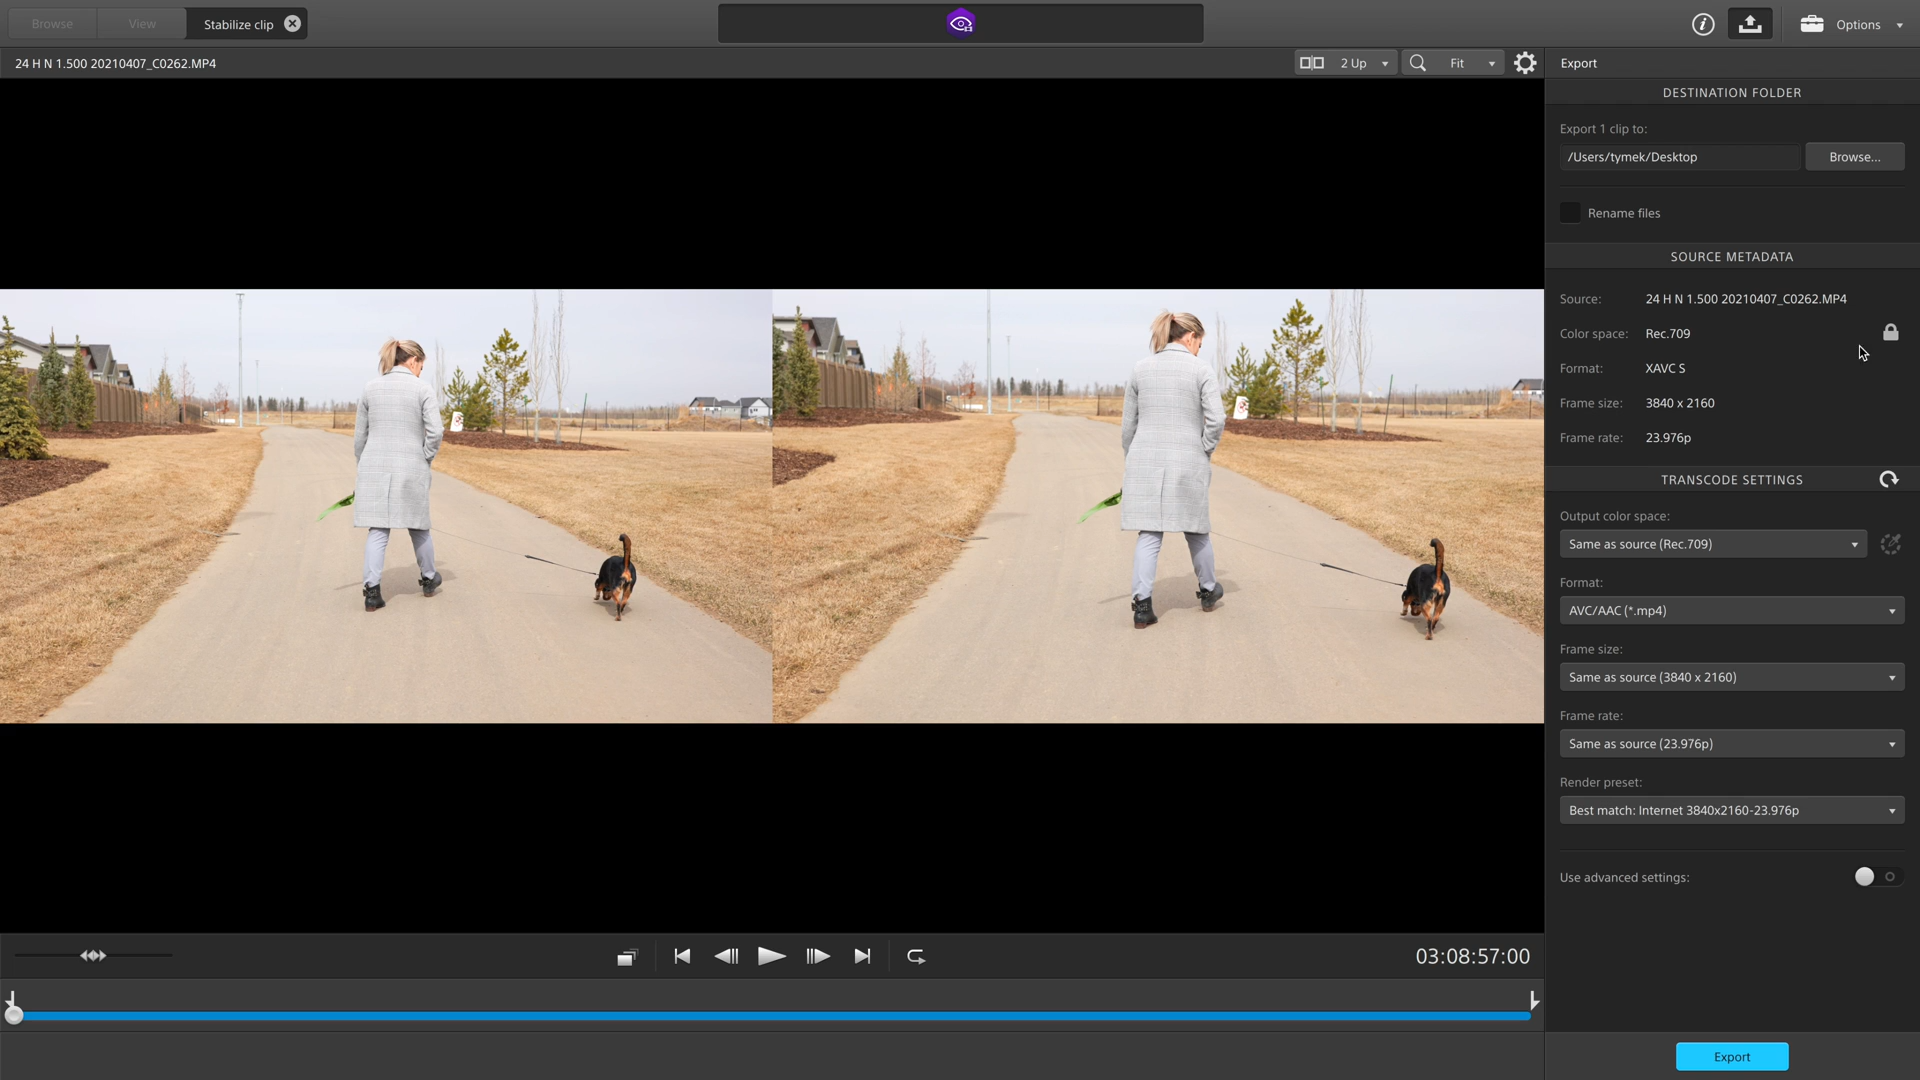 Browse
View
Stabilize clip
Options
24 H N 1.500 20210407_C0262.MP4
2 Up
Fit
Export
DESTINATION FOLDER
Export 1 clip to:
/Users/tymek/Desktop
Browse...
Rename files
SOURCE METADATA
Source: 24 H N 1.500 20210407_C0262.MP4
Color space: Rec.709
Format: XAVC S
Frame size: 3840 x 2160
Frame rate: 23.976p
TRANSCODE SETTINGS
Output color space:
Same as source (Rec.709)
Format:
AVC/AAC (*.mp4)
Frame size:
Same as source (3840 x 2160)
Frame rate:
Same as source (23.976p)
Render preset:
Best match: Internet 3840x2160-23.976p
Use advanced settings:
03:08:57:00
Export